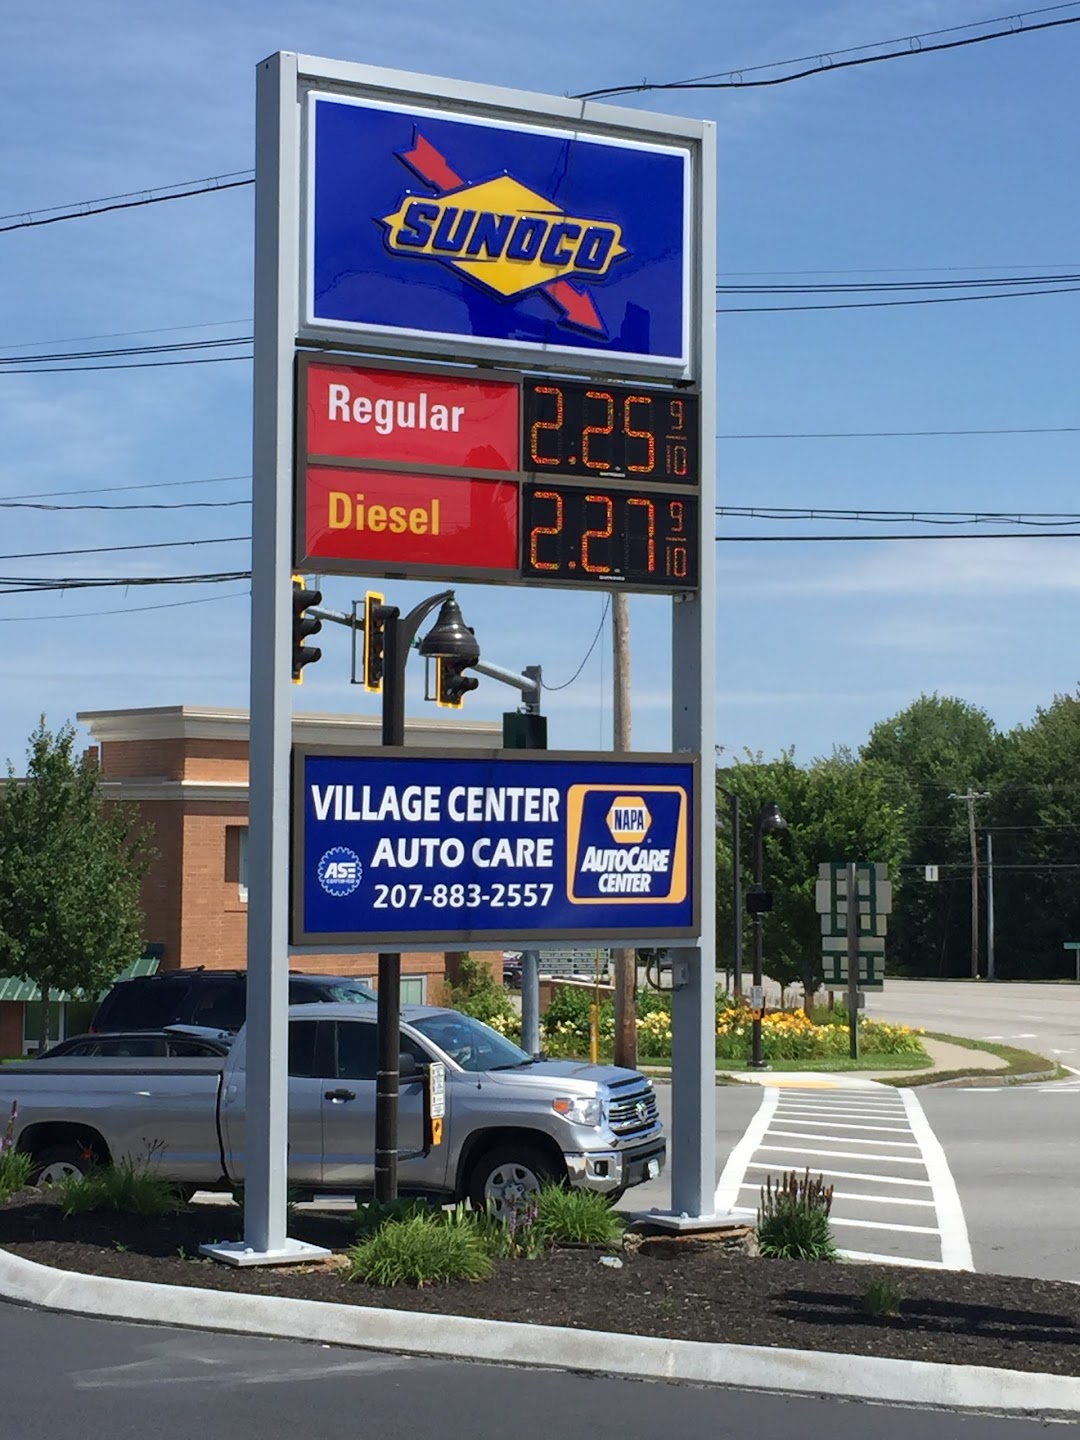 SUNOCO
Regular 2.25 9/10
Diesel 2.27 9/10
VILLAGE CENTER
AUTO CARE
207-883-2557
ASE
CERTIFIED
NAPA
AUTOCARE
CENTER